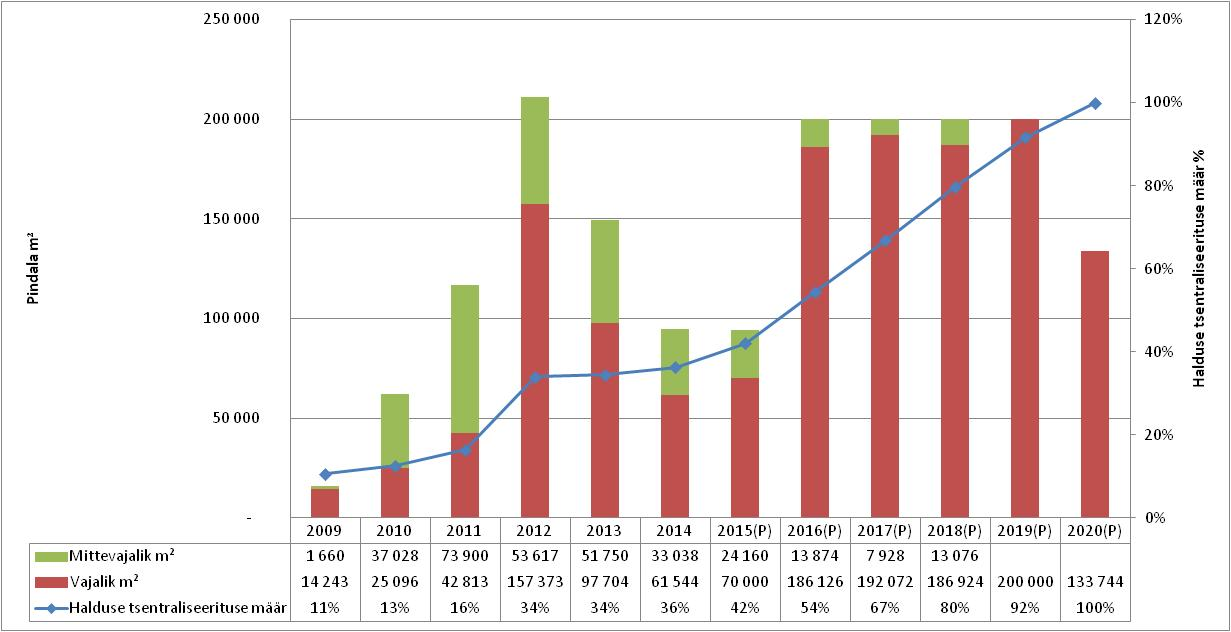 250 000
200 000
150 000
100 000
50 000
-
Pindala m²
120%
100%
80%
60%
40%
20%
0%
Halduse tsentraliseerituse määr %
2009 2010 2011 2012 2013 2014 2015(P) 2016(P) 2017(P) 2018(P) 2019(P) 2020(P)
Mittevajalik m² 1 660 37 028 73 900 53 617 51 750 33 038 24 160 13 874 7 928 13 076
Vajalik m² 14 243 25 096 42 813 157 373 97 704 61 544 70 000 186 126 192 072 186 924 200 000 133 744
Halduse tsentraliseerituse määr 11% 13% 16% 34% 34% 36% 42% 54% 67% 80% 92% 100%